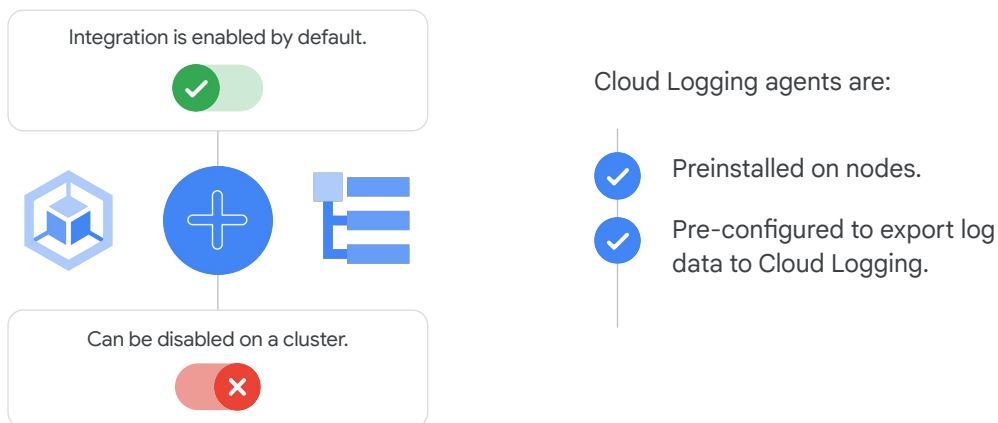 Integration is enabled by default.
Can be disabled on a cluster.
Cloud Logging agents are:
Preinstalled on nodes.
Pre-configured to export log
data to Cloud Logging.